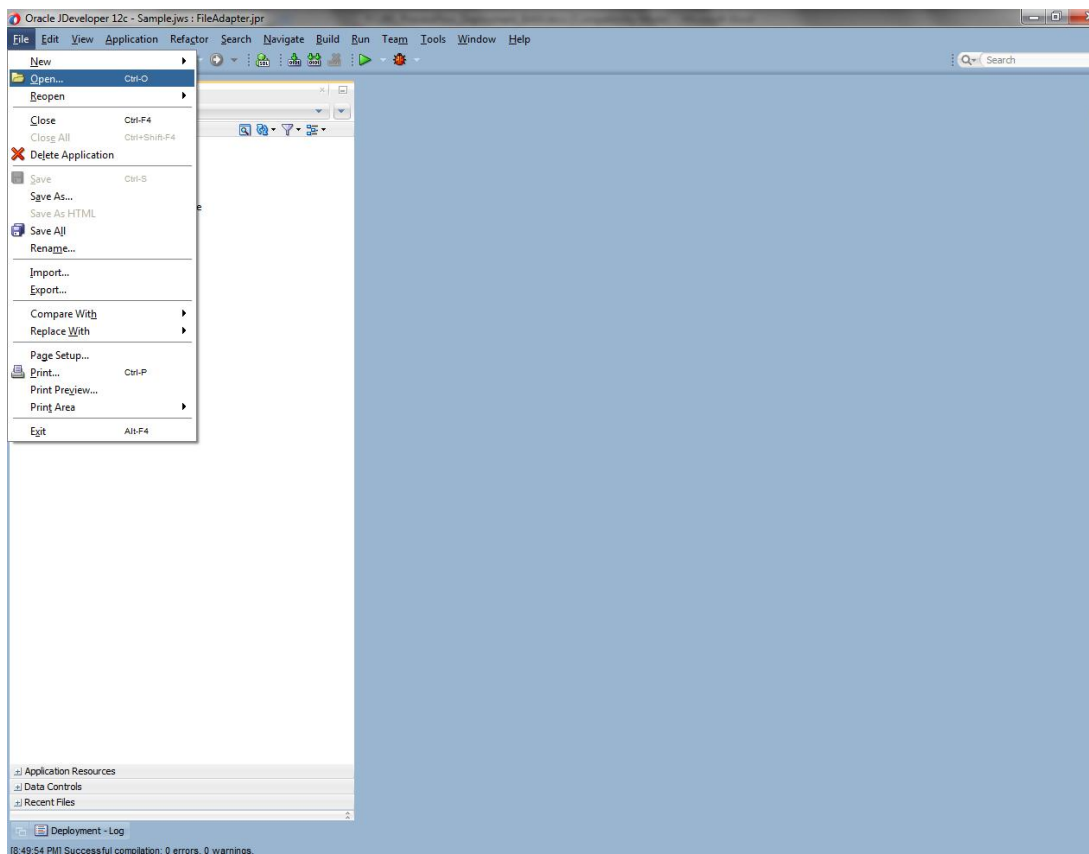 Oracle JDeveloper 12c - Sample.jws : FileAdapter.jpr
File Edit View Application Refactor Search Navigate Build Run Team Tools Window Help
Search
New
Open... Ctrl-O
Reopen
Close Ctrl-F4
Close All Ctrl+Shift-F4
Delete Application
Save Ctrl-S
Save As...
Save As HTML
Save All
Rename...
Import...
Export...
Compare With
Replace With
Page Setup...
Print... Ctrl-P
Print Preview...
Print Area
Exit Alt-F4
e
Application Resources
Data Controls
Recent Files
Deployment - Log
[8:49:54 PM] Successful compilation: 0 errors, 0 warnings.